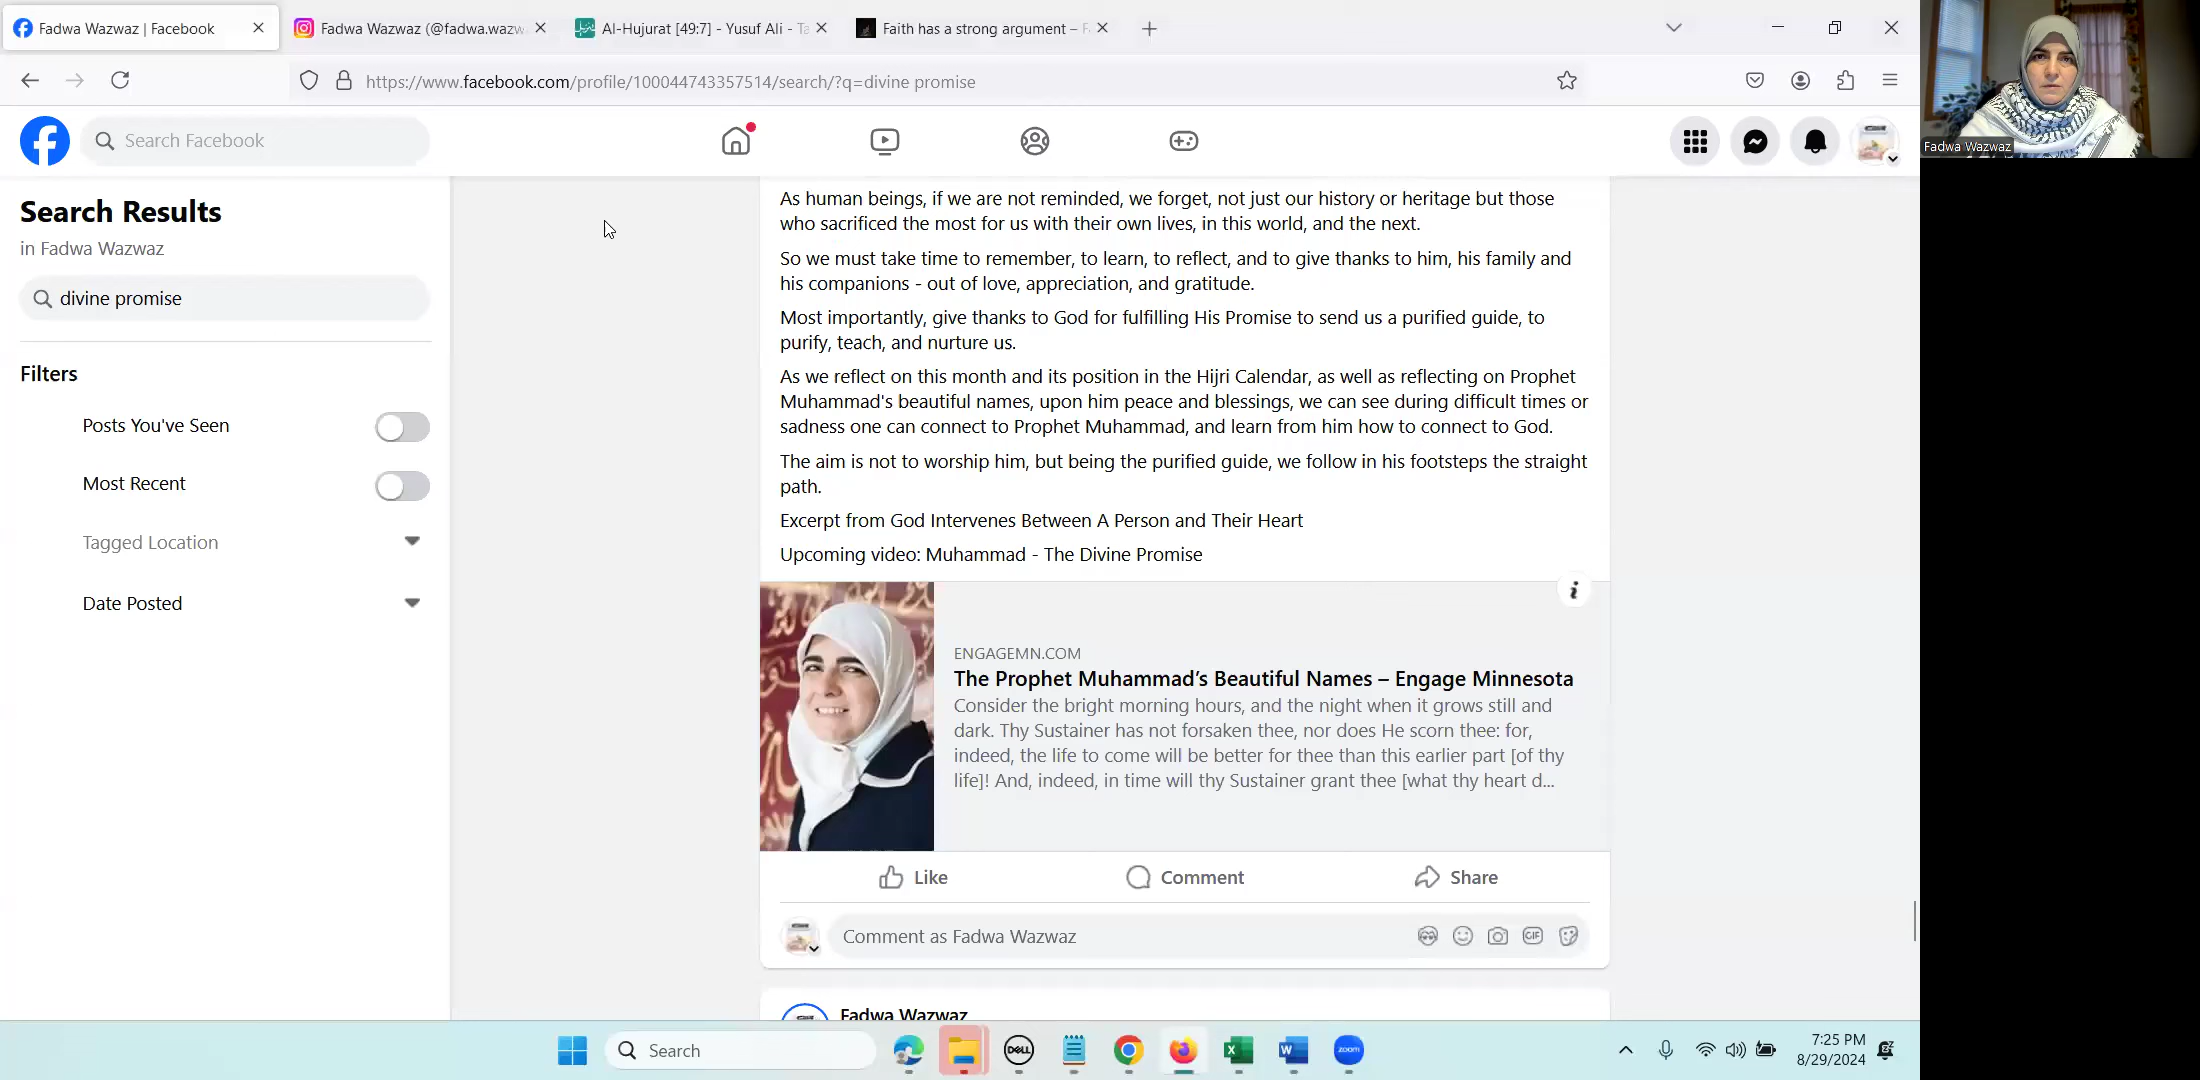 Fadwa Wazwaz | Facebook
Fadwa Wazwaz (@fadwa.wazw
Al-Hujurat [49:7] - Yusuf Ali - Ta
Faith has a strong argument – F
https://www.facebook.com/profile/100044743357514/search/?q=divine promise
Search Facebook
Fadwa Wazwaz
Search Results
in Fadwa Wazwaz
divine promise
Filters
Posts You've Seen
Most Recent
Tagged Location
Date Posted
As human beings, if we are not reminded, we forget, not just our history or heritage but those
who sacrificed the most for us with their own lives, in this world, and the next.
So we must take time to remember, to learn, to reflect, and to give thanks to him, his family and
his companions - out of love, appreciation, and gratitude.
Most importantly, give thanks to God for fulfilling His Promise to send us a purified guide, to
purify, teach, and nurture us.
As we reflect on this month and its position in the Hijri Calendar, as well as reflecting on Prophet
Muhammad's beautiful names, upon him peace and blessings, we can see during difficult times or
sadness one can connect to Prophet Muhammad, and learn from him how to connect to God.
The aim is not to worship him, but being the purified guide, we follow in his footsteps the straight
path.
Excerpt from God Intervenes Between A Person and Their Heart
Upcoming video: Muhammad - The Divine Promise
ENGAGEMN.COM
The Prophet Muhammad’s Beautiful Names – Engage Minnesota
Consider the bright morning hours, and the night when it grows still and
dark. Thy Sustainer has not forsaken thee, nor does He scorn thee: for,
indeed, the life to come will be better for thee than this earlier part [of thy
life]! And, indeed, in time will thy Sustainer grant thee [what thy heart d...
Like
Comment
Share
Comment as Fadwa Wazwaz
GIF
Fadwa Wazwaz
Search
DELL
zoom
7:25 PM
8/29/2024